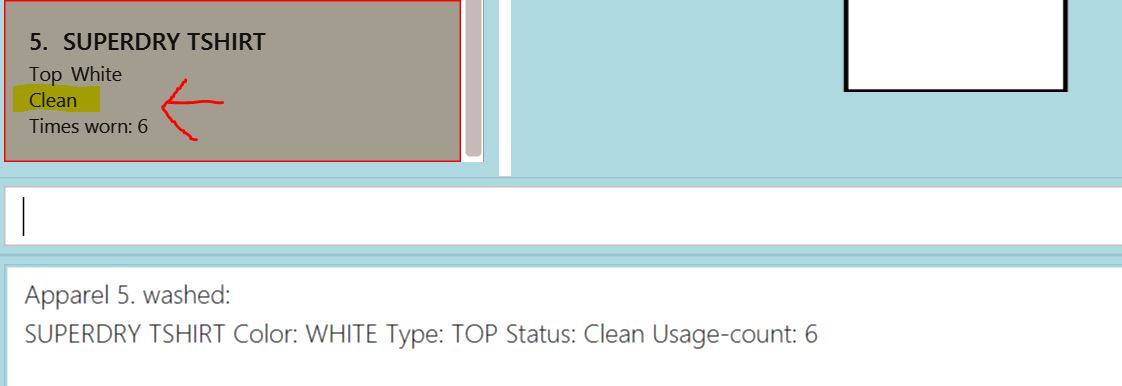 5. SUPERDRY TSHIRT
Top White
Clean
Times worn: 6
Apparel 5. washed:
SUPERDRY TSHIRT Color: WHITE Type: TOP Status: Clean Usage-count: 6